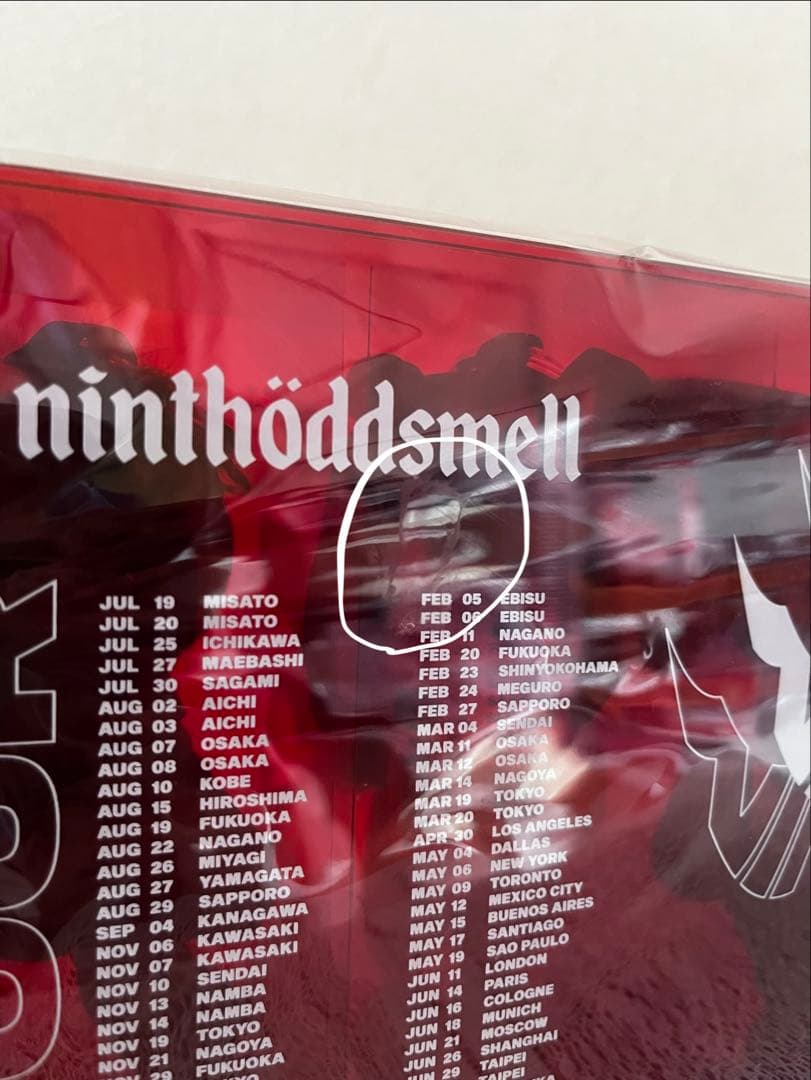 ninthöddsmell
JUL 19 MISATO
JUL 20 MISATO
JUL 25 ICHIKAWA
JUL 27 MAEBASHI
JUL 30 SAGAMI
AUG 02 AICHI
AUG 03 AICHI
AUG 07 OSAKA
AUG 08 OSAKA
AUG 10 KOBE
AUG 15 HIROSHIMA
AUG 19 FUKUOKA
AUG 22 NAGANO
AUG 26 MIYAGI
AUG 27 YAMAGATA
AUG 29 SAPPORO
SEP 04 KANAGAWA
NOV 06 KAWASAKI
NOV 07 KAWASAKI
NOV 10 SENDAI
NOV 13 NAMBA
NOV 14 NAMBA
NOV 19 TOKYO
NOV 21 NAGOYA
FUKUOKA
FEB 05 EBISU
FEB 06 EBISU
FEB 11 NAGANO
FEB 20 FUKUOKA
FEB 23 SHINYOKOHAMA
FEB 24 MEGURO
FEB 27 SAPPORO
MAR 04 SENDAI
MAR 11 OSAKA
MAR 12 OSAKA
MAR 14 NAGOYA
MAR 19 TOKYO
MAR 20 TOKYO
APR 30 LOS ANGELES
MAY 04 DALLAS
MAY 06 NEW YORK
MAY 09 TORONTO
MAY 12 MEXICO CITY
MAY 15 BUENOS AIRES
MAY 17 SANTIAGO
MAY 19 SAO PAULO
JUN 11 LONDON
JUN 14 PARIS
JUN 16 COLOGNE
JUN 18 MUNICH
JUN 21 MOSCOW
JUN 26 SHANGHAI
JUN 29 TAIPEI
TAIPEI